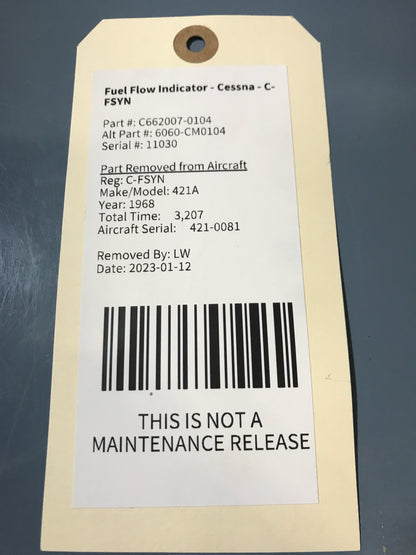 Fuel Flow Indicator - Cessna - C-
FSYN
Part #: C662007-0104
Alt Part #: 6060-CM0104
Serial #: 11030
Part Removed from Aircraft
Reg: C-FSYN
Make/Model: 421A
Year: 1968
Total Time: 3,207
Aircraft Serial: 421-0081
Removed By: LW
Date: 2023-01-12
THIS IS NOT A
MAINTENANCE RELEASE